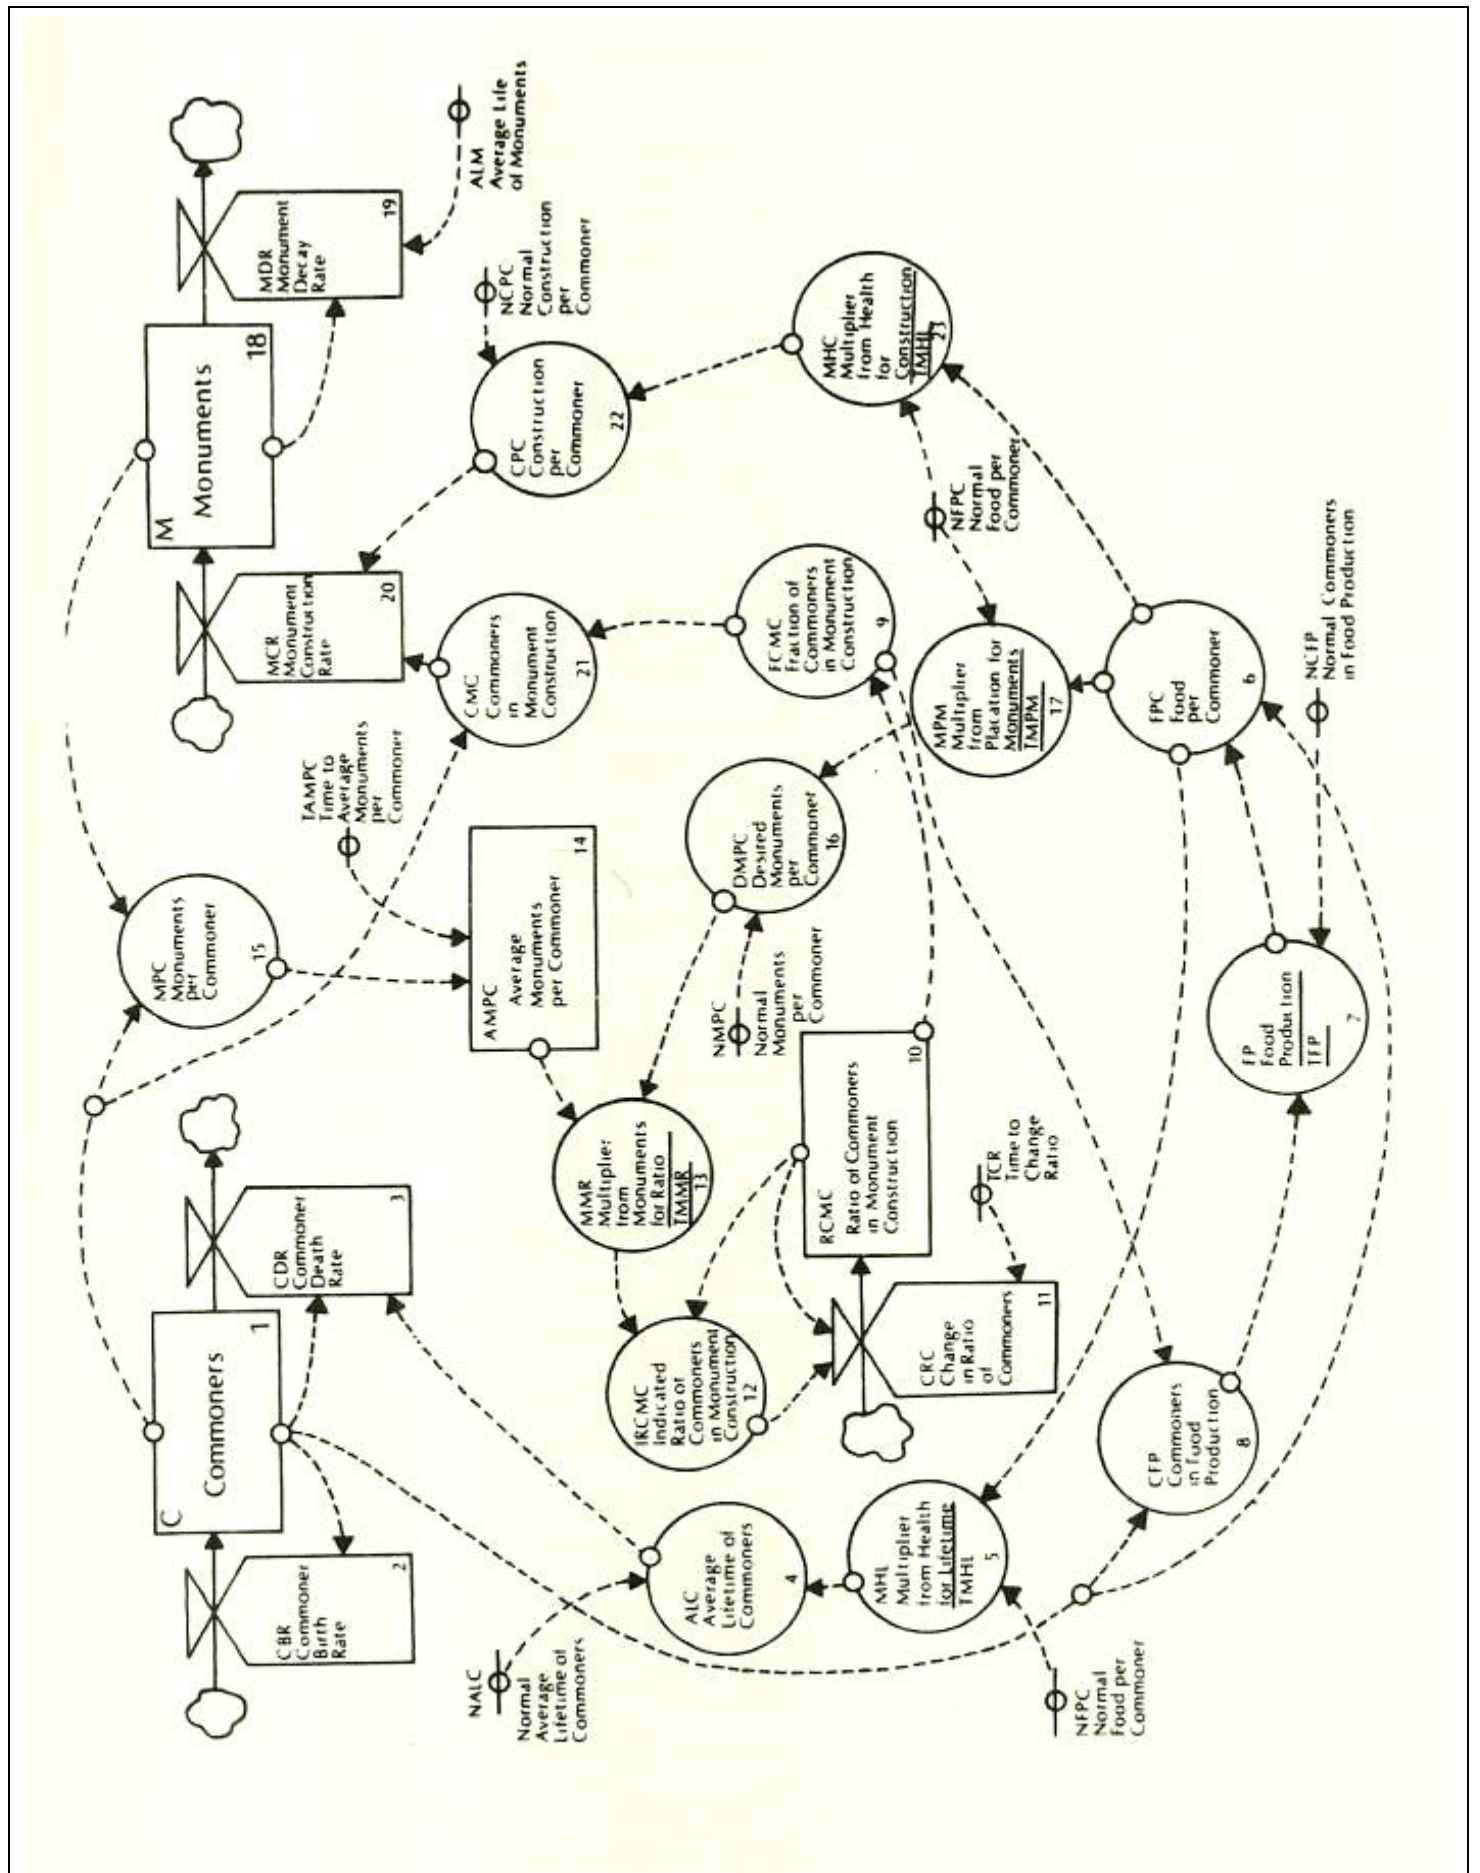 CBR
Commoner
Birth
Rate
2
C
Commoners
1
CDR
Commoner
Death
Rate
3
MPC
Monuments
per
Commoner
15
MCR
Monument
Construction
Rate
20
M
Monuments
18
MDR
Monument
Decay
Rate
19
TAMPC
Time to
Average
Monuments
per
Commoner
ALM
Average Life
of Monuments
NALC
Normal
Average
Lifetime of
Commoners
AMPC
Average
Monuments
per Commoner
14
CMC
Commoners
in
Monument
Construction
21
CPC
Construction
per
Commoner
22
NCPC
Normal
Construction
per
Commoner
ALC
Average
Lifetime of
Commoners
4
IRCMC
Indicated
Ratio of
Commoners
in Monument
Construction
12
MMR
Multiplier
from
Monuments
for Ratio
TMMR
13
NMPC
Normal
Monuments
per
Commoner
DMPC
Desired
Monuments
per
Commoner
16
FCMC
Fraction of
Commoners
in Monument
Construction
9
MHC
Multiplier
from Health
for
Construction
TMHL
23
MHL
Multiplier
from Health
for Lifetime
TMHL
5
CRC
Change
in Ratio
of
Commoners
11
RCMC
Ratio of Commoners
in Monument
Construction
10
TCR
Time to
Change
Ratio
MPM
Multiplier
from
Placation for
Monuments
TMPM
17
NFPC
Normal
Food per
Commoner
NFPC
Normal
Food per
Commoner
CFP
Commoners
in Food
Production
8
FP
Food
Production
TFP
7
FPC
Food
per
Commoner
6
NCFP
Normal Commoners
in Food Production